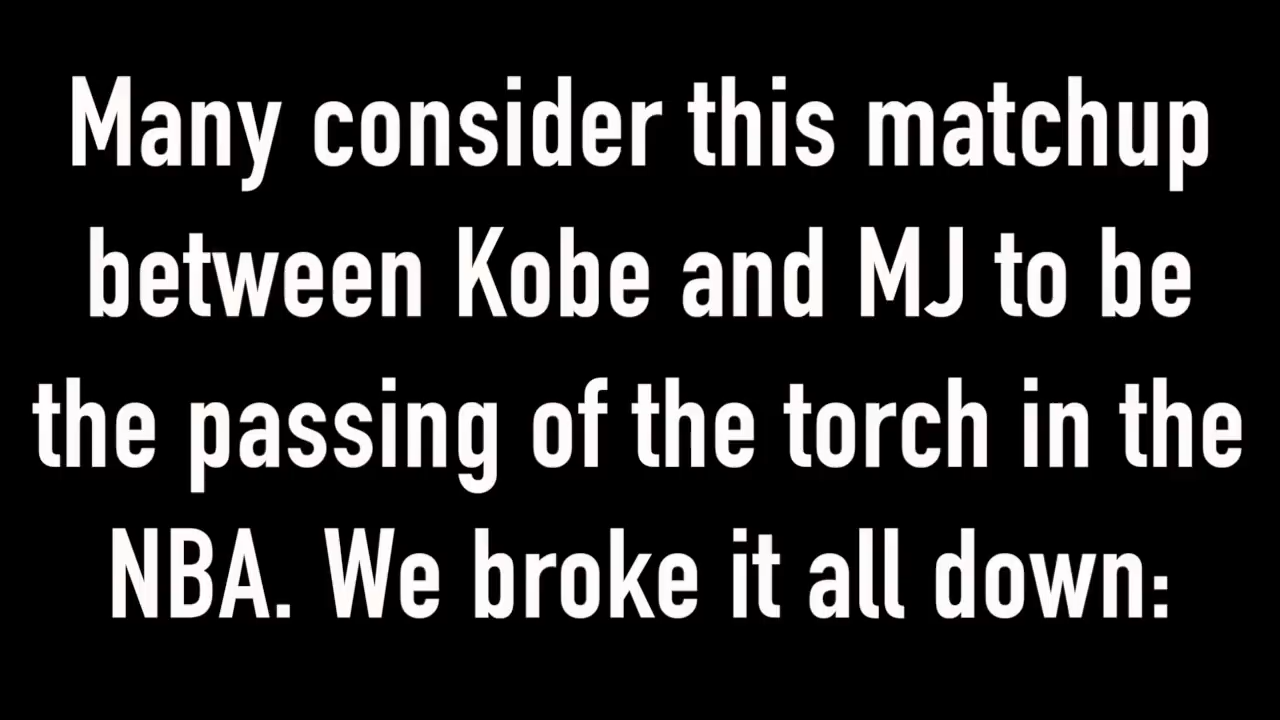 Many consider this matchup
between Kobe and MJ to be
the passing of the torch in the
NBA. We broke it all down: